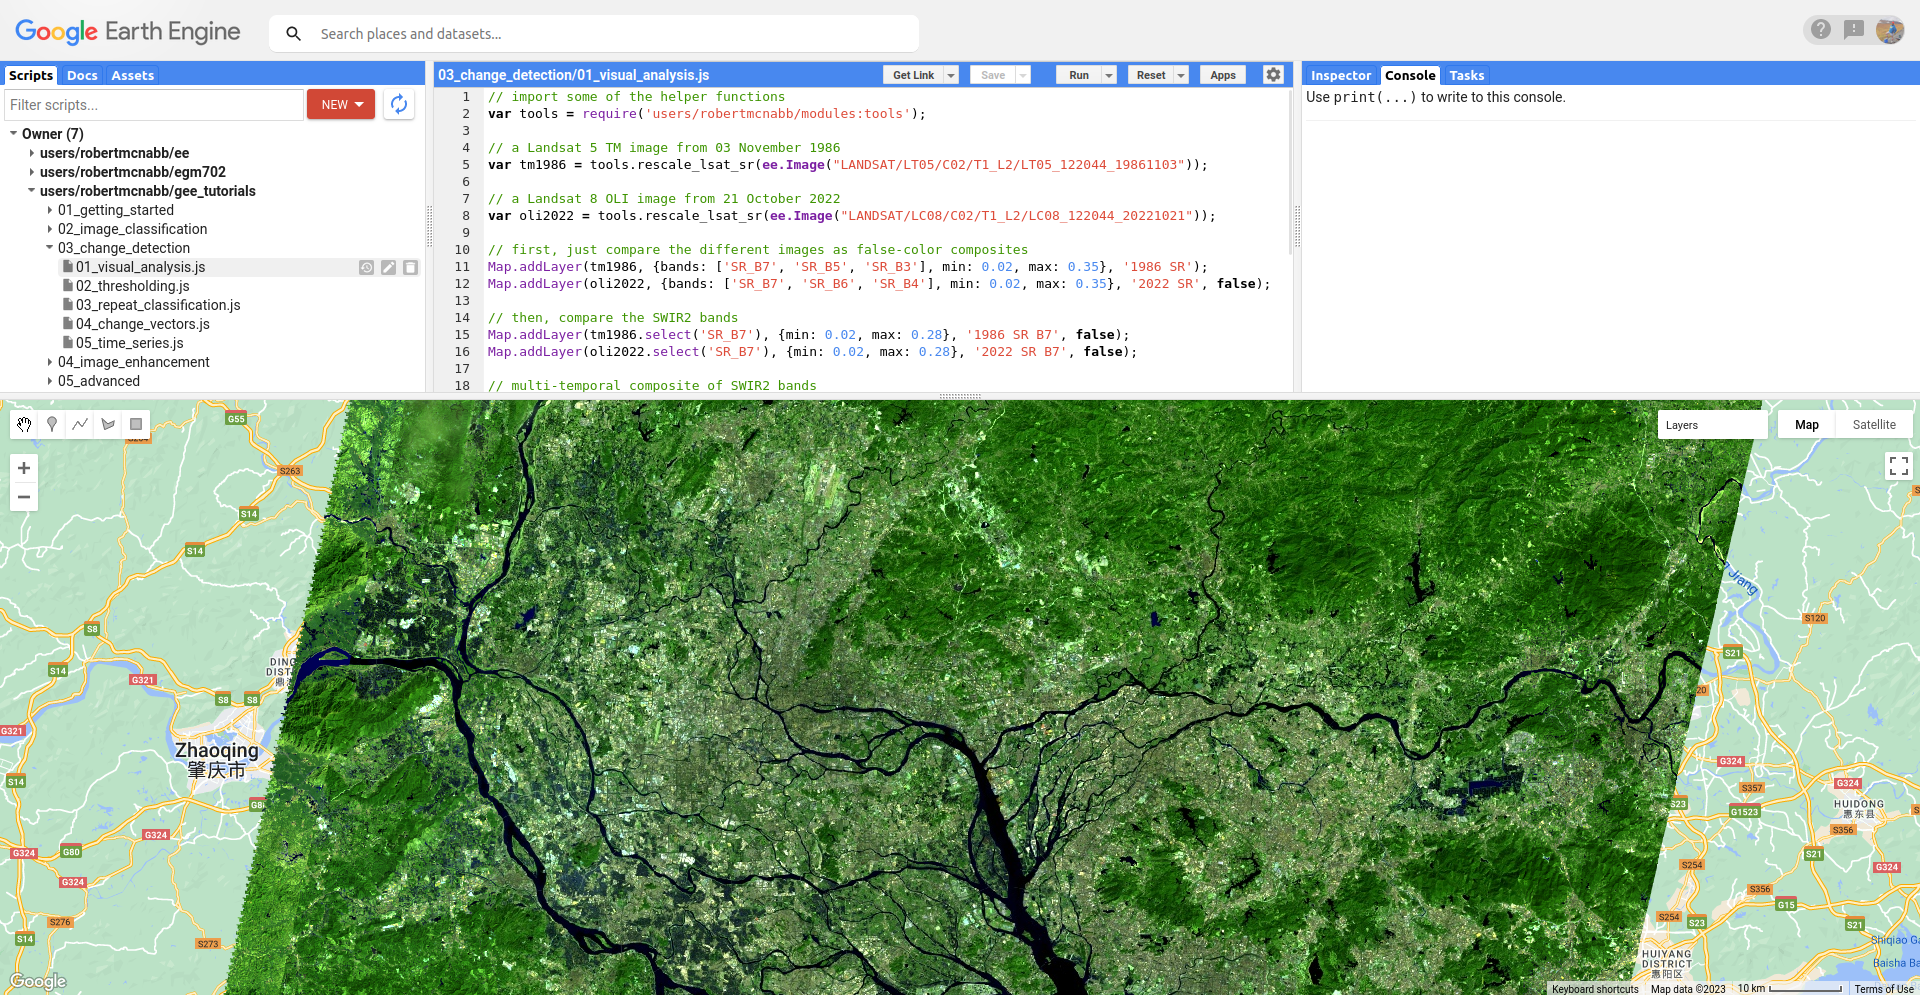 Google Earth Engine
Search places and datasets...
Scripts Docs Assets
Filter scripts...
NEW
Owner (7)
users/robertmcnabb/ee
users/robertmcnabb/egm702
users/robertmcnabb/gee_tutorials
01_getting_started
02_image_classification
03_change_detection
01_visual_analysis.js
02_thresholding.js
03_repeat_classification.js
04_change_vectors.js
05_time_series.js
04_image_enhancement
05_advanced
03_change_detection/01_visual_analysis.js
Get Link Save Run Reset Apps
1 // import some of the helper functions
2 var tools = require('users/robertmcnabb/modules:tools');
3
4 // a Landsat 5 TM image from 03 November 1986
5 var tm1986 = tools.rescale_lsat_sr(ee.Image("LANDSAT/LT05/C02/T1_L2/LT05_122044_19861103"));
6
7 // a Landsat 8 OLI image from 21 October 2022
8 var oli2022 = tools.rescale_lsat_sr(ee.Image("LANDSAT/LC08/C02/T1_L2/LC08_122044_20221021"));
9
10 // first, just compare the different images as false-color composites
11 Map.addLayer(tm1986, {bands: ['SR_B7', 'SR_B5', 'SR_B3'], min: 0.02, max: 0.35}, '1986 SR');
12 Map.addLayer(oli2022, {bands: ['SR_B7', 'SR_B6', 'SR_B4'], min: 0.02, max: 0.35}, '2022 SR', false);
13
14 // then, compare the SWIR2 bands
15 Map.addLayer(tm1986.select('SR_B7'), {min: 0.02, max: 0.28}, '1986 SR B7', false);
16 Map.addLayer(oli2022.select('SR_B7'), {min: 0.02, max: 0.28}, '2022 SR B7', false);
17
18 // multi-temporal composite of SWIR2 bands
Inspector Console Tasks
Use print(...) to write to this console.
Layers
Map Satellite
G55
S263
S14
S14
S8
S14
G321
S8 S8
G321
DING
DIST
Zhaoqing
肇庆市
S14
G324
G324
G80
G324
S276
S14
S273
Jiang
S120
S21
20
G324
S357
G324
S23
G1523
HUIDONG
惠东县
S356
S21
S254
G324
S356
G15
S254
S23
S21
HUIYANG
DISTRICT
惠阳区
Shiqiao Ga
Baisha Ba
Google
Keyboard shortcuts Map data ©2023 10 km Terms of Use